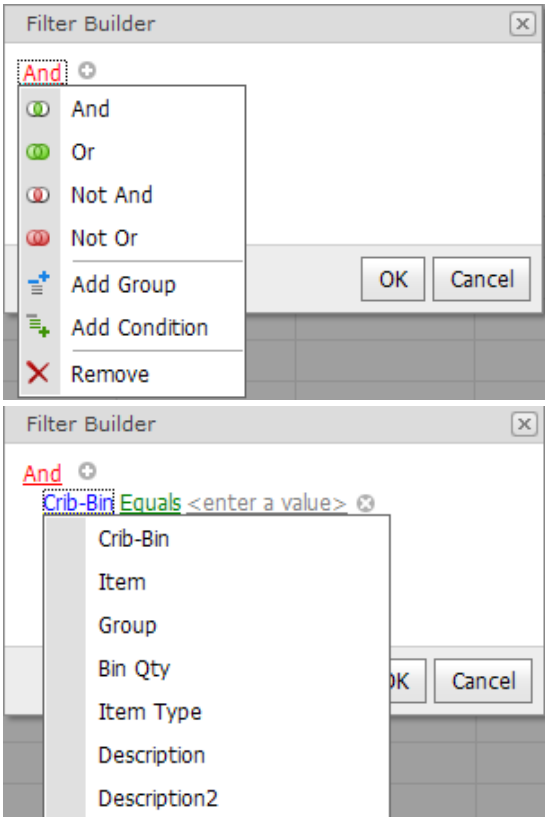 Filter Builder
And
And
Or
Not And
Not Or
Add Group
OK Cancel
Add Condition
Remove
Filter Builder
And
Crib-Bin Equals <enter a value>
Crib-Bin
Item
Group
Bin Qty
K Cancel
Item Type
Description
Description2